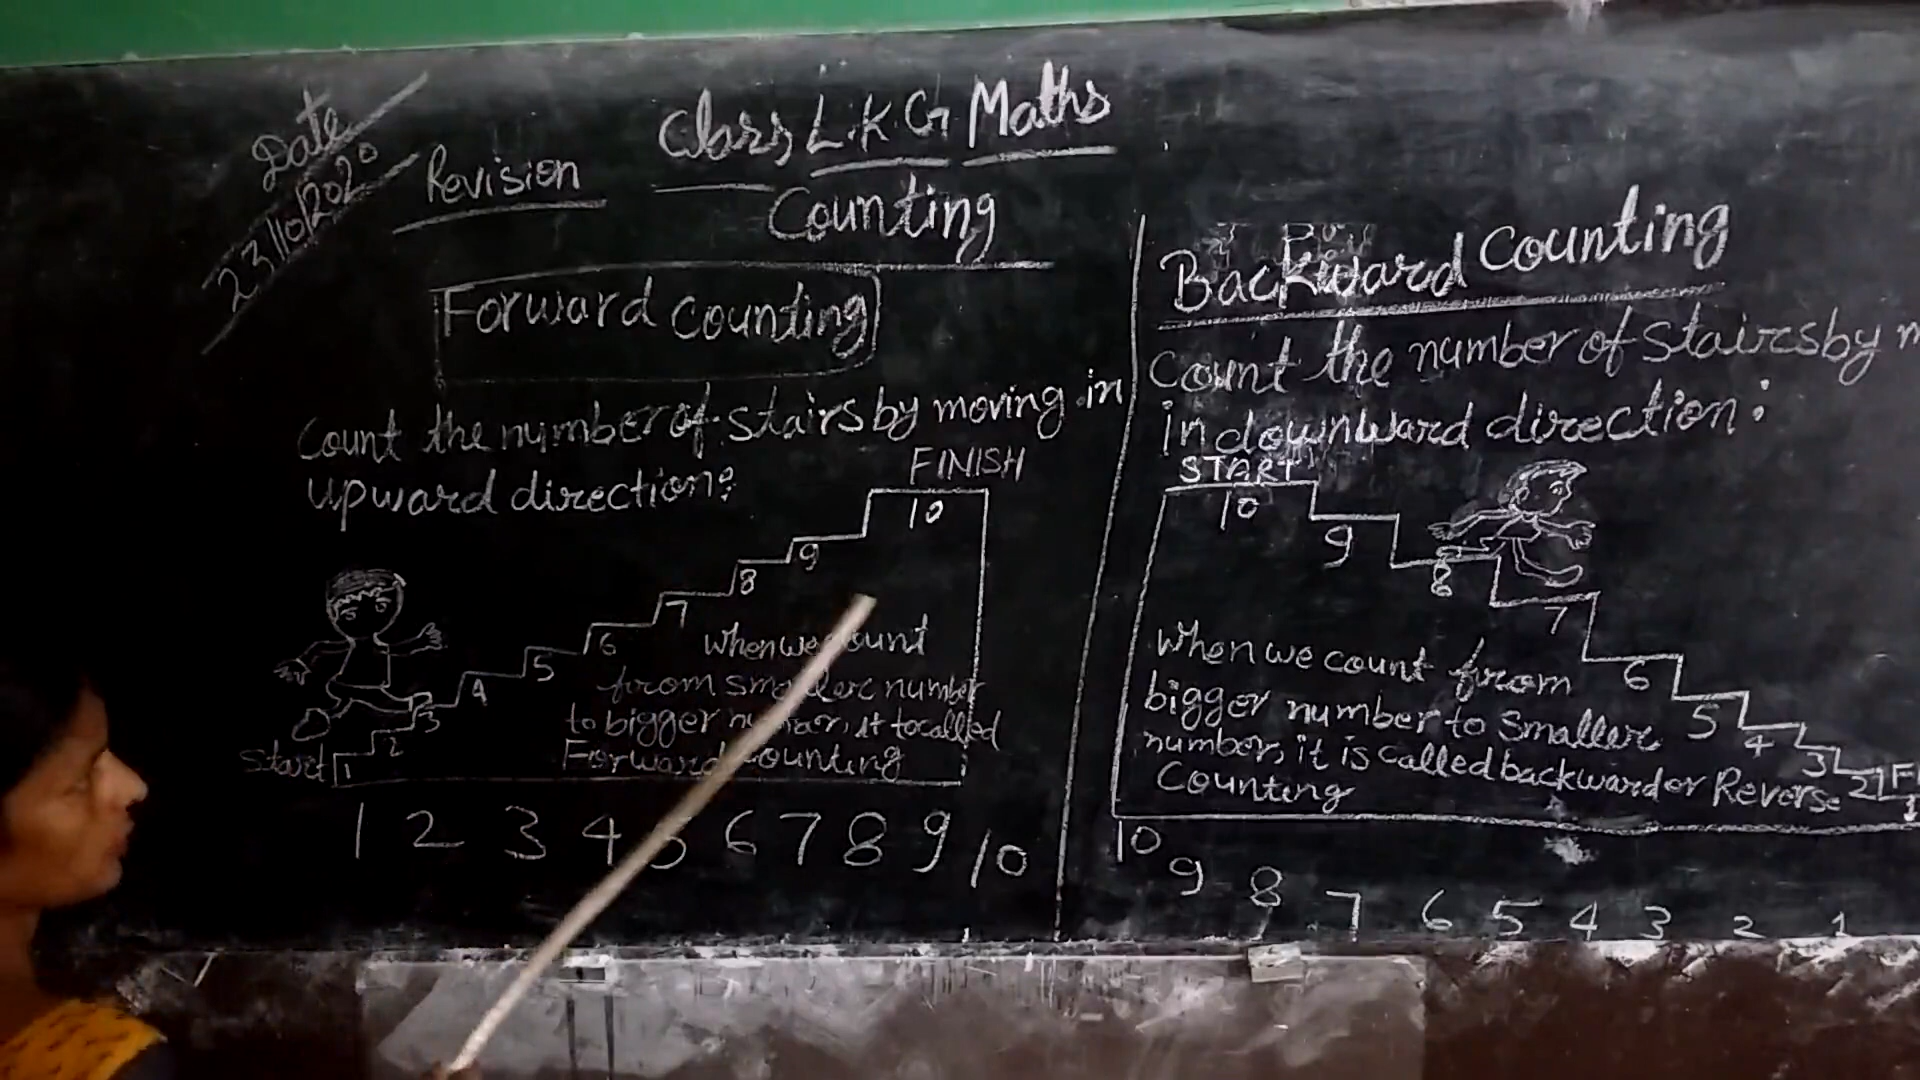 Date
23/10/2020
Revision
Class L.K.G Maths
Counting
Forward counting
Count the number of stairs by moving in
upward direction:
FINISH
10
9
8
7
6
5
4
3
2
1
Start
When we count
from smaller number
to bigger number, it is called
Forward counting
1 2 3 4 5 6 7 8 9 10
Backward Counting
Count the number of stairs by m
in downward direction:
START
10
9
8
7
6
5
4
3
2
1
F
When we count from
bigger number to smaller
number, it is called backward or Reverse
Counting
10 9 8 7 6 5 4 3 2 1